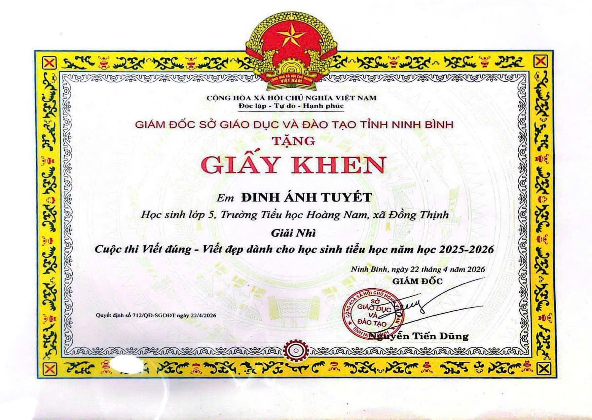 CỘNG HÒA XÃ HỘI CHỦ NGHĨA VIỆT NAM
Độc lập - Tự do - Hạnh phúc
GIÁM ĐỐC SỞ GIÁO DỤC VÀ ĐÀO TẠO TỈNH NINH BÌNH
TẶNG
GIẤY KHEN
Em ĐINH ÁNH TUYẾT
Học sinh lớp 5, Trường Tiểu học Hoàng Nam, xã Đồng Thịnh
Giải Nhì
Cuộc thi Viết đúng - Viết đẹp dành cho học sinh tiểu học năm học 2025-2026
Ninh Bình, ngày 22 tháng 4 năm 2026
GIÁM ĐỐC
SỞ
GIÁO DỤC
VÀ
ĐÀO TẠO
Quyết định số 712/QĐ-SGDĐT ngày 22/4/2026
Nguyễn Tiến Dũng